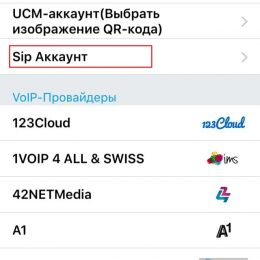 UCM-аккаунт(Выбрать
изображение QR-кода)
Sip Аккаунт
VoIP-Провайдеры
123Cloud
123Cloud
1VOIP 4 ALL & SWISS
ims
42NETMedia
A1
A1